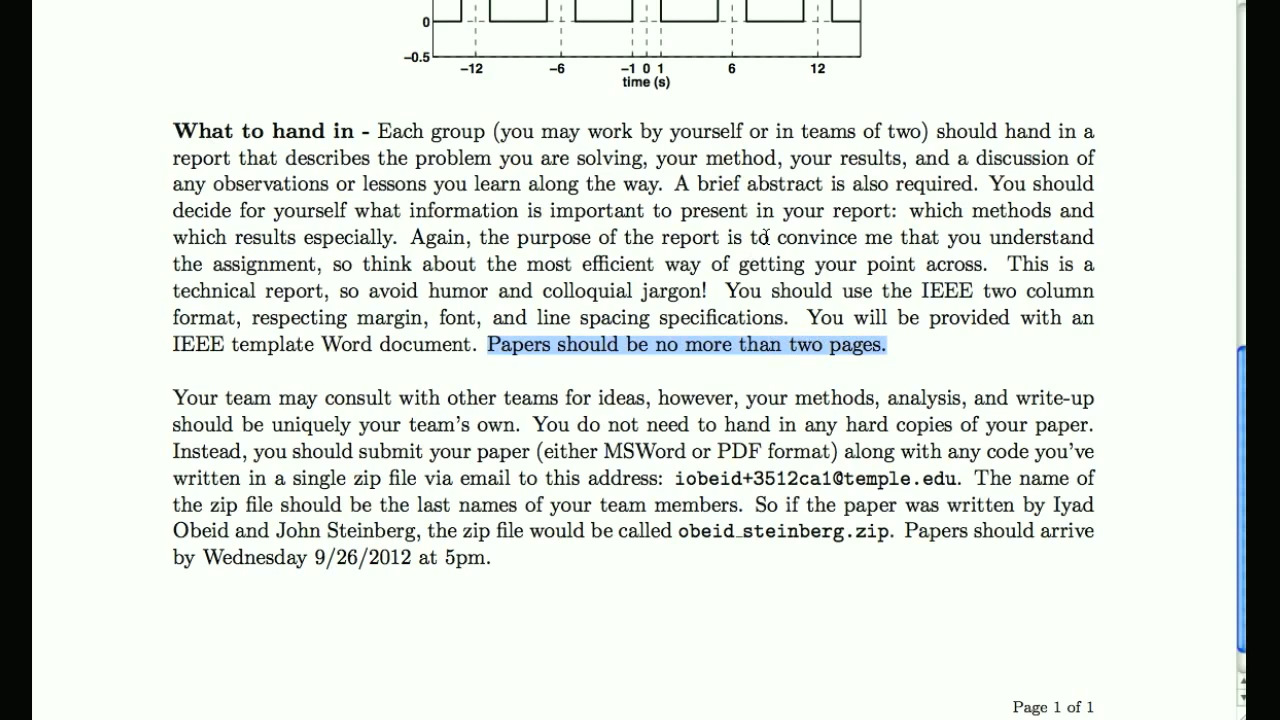 0
−0.5
−12 −6 −1 0 1 6 12
time (s)
What to hand in - Each group (you may work by yourself or in teams of two) should hand in a
report that describes the problem you are solving, your method, your results, and a discussion of
any observations or lessons you learn along the way. A brief abstract is also required. You should
decide for yourself what information is important to present in your report: which methods and
which results especially. Again, the purpose of the report is to convince me that you understand
the assignment, so think about the most efficient way of getting your point across. This is a
technical report, so avoid humor and colloquial jargon! You should use the IEEE two column
format, respecting margin, font, and line spacing specifications. You will be provided with an
IEEE template Word document. Papers should be no more than two pages.
Your team may consult with other teams for ideas, however, your methods, analysis, and write-up
should be uniquely your team's own. You do not need to hand in any hard copies of your paper.
Instead, you should submit your paper (either MSWord or PDF format) along with any code you've
written in a single zip file via email to this address: iobeid+3512ca1@temple.edu. The name of
the zip file should be the last names of your team members. So if the paper was written by Iyad
Obeid and John Steinberg, the zip file would be called obeid_steinberg.zip. Papers should arrive
by Wednesday 9/26/2012 at 5pm.
Page 1 of 1